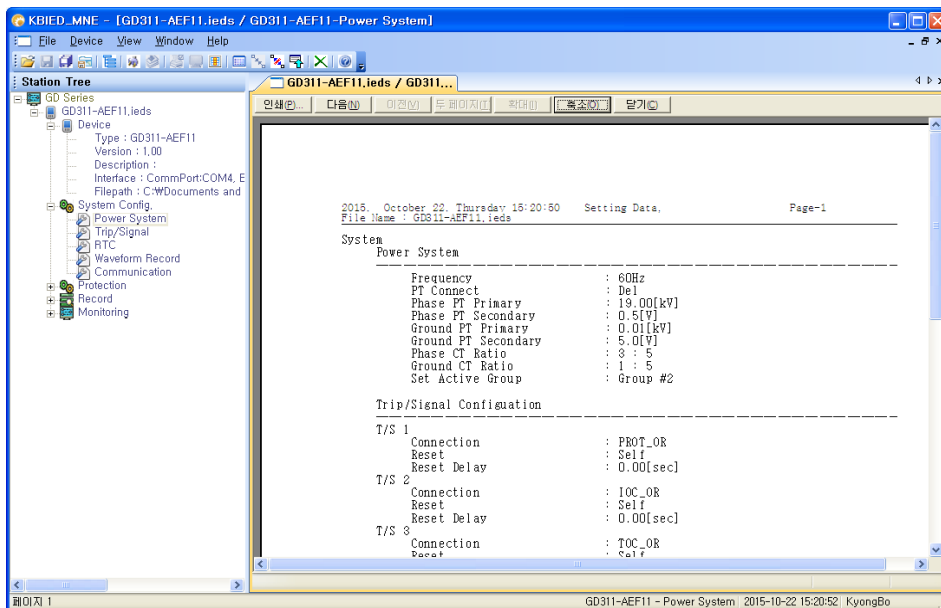 KBIED_MNE - [GD311-AEF11.ieds / GD311-AEF11-Power System]
File Device View Window Help
Station Tree
GD Series
GD311-AEF11.ieds
Device
Type : GD311-AEF11
Version : 1.00
Description :
Interface : CommPort:COM4, E
Filepath : C:₩Documents and
System Config.
Power System
Trip/Signal
RTC
Waveform Record
Communication
Protection
Record
Monitoring
GD311-AEF11.ieds / GD311...
인쇄(P)... 다음(N) 이전(V) 두 페이지(T) 확대(I) 축소(O) 닫기(C)
2015. October 22. Thursday 15:20:50 Setting Data. Page-1
File Name : GD311-AEF11.ieds
System
Power System
Frequency : 60Hz
PT Connect : Del
Phase PT Primary : 19.00[kV]
Phase PT Secondary : 0.5[V]
Ground PT Primary : 0.01[kV]
Ground PT Secondary : 5.0[V]
Phase CT Ratio : 3 : 5
Ground CT Ratio : 1 : 5
Set Active Group : Group #2
Trip/Signal Configuation
T/S 1
Connection : PROT_OR
Reset : Self
Reset Delay : 0.00[sec]
T/S 2
Connection : IOC_OR
Reset : Self
Reset Delay : 0.00[sec]
T/S 3
Connection : TOC_OR
Reset : Self
페이지 1
GD311-AEF11 - Power System 2015-10-22 15:20:52 KyongBo